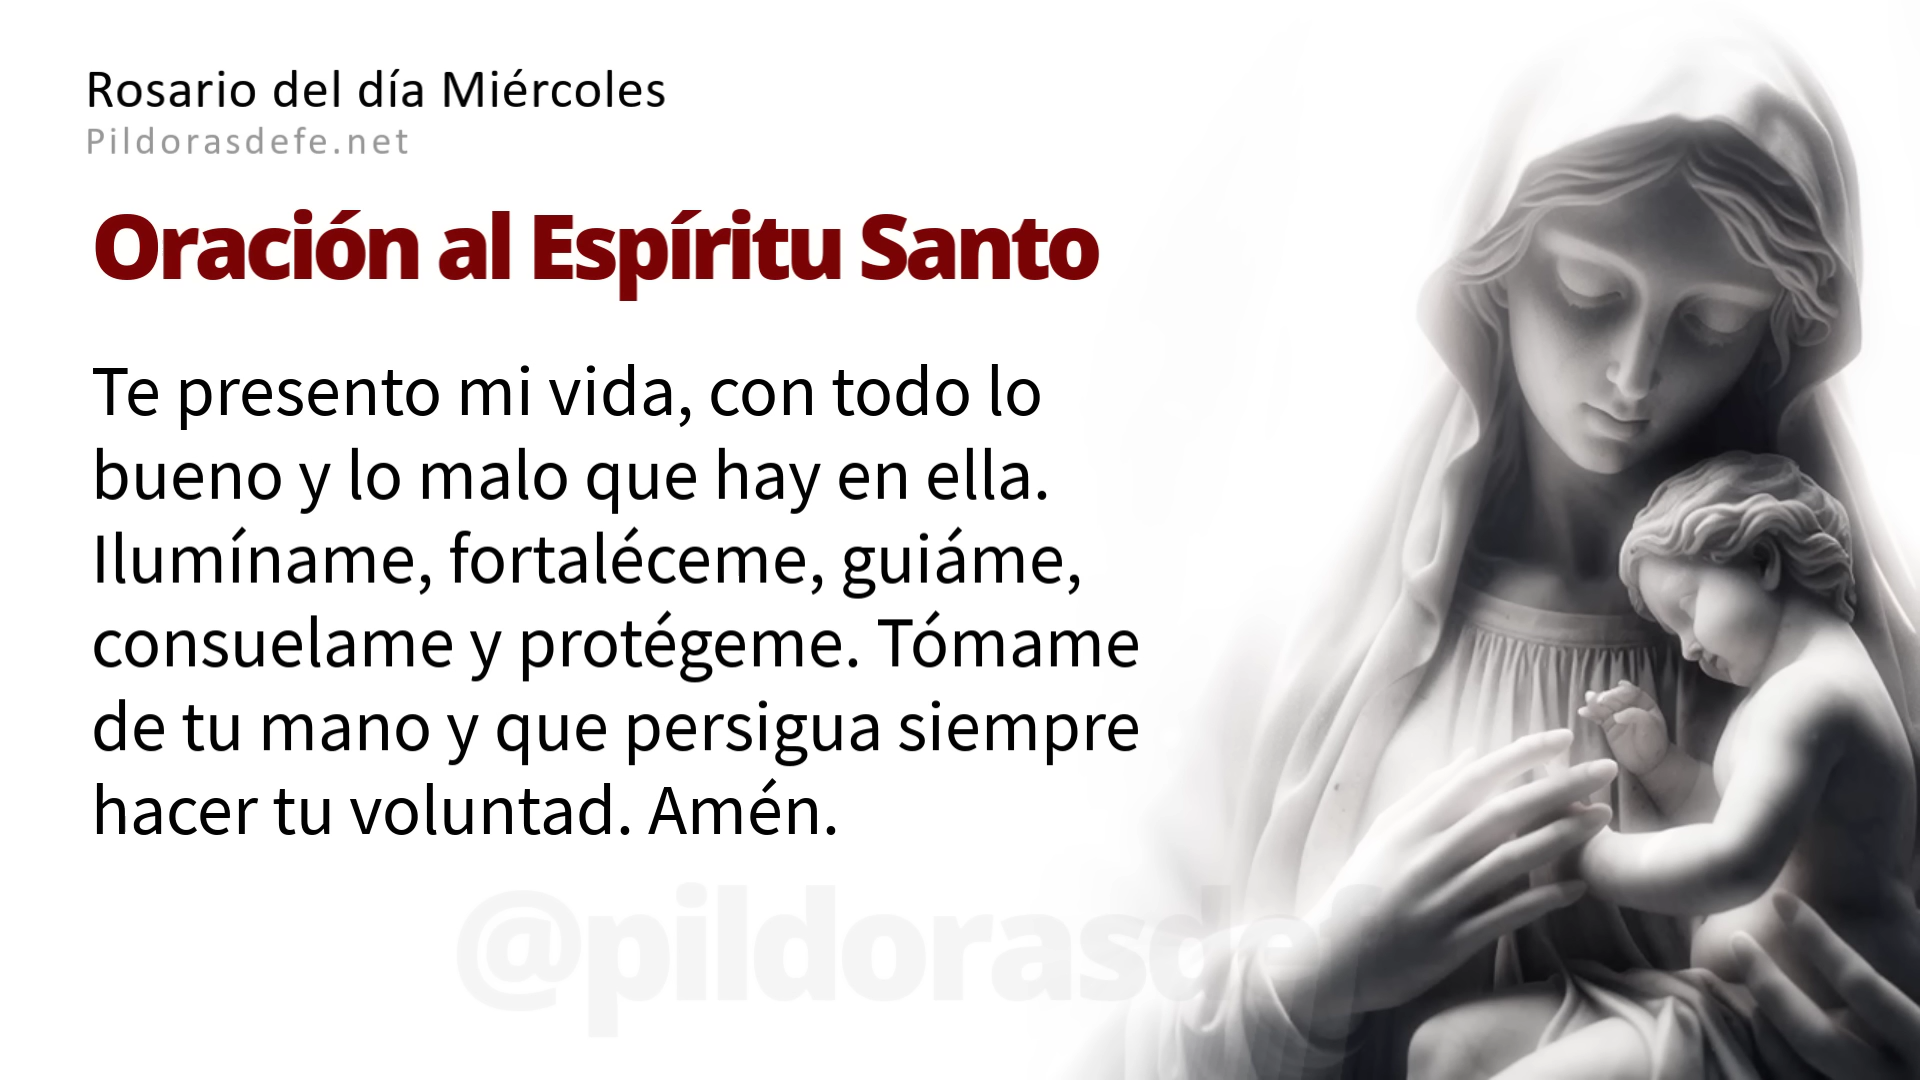 Rosario del día Miércoles
Pildorasdefe.net
Oración al Espíritu Santo
Te presento mi vida, con todo lo
bueno y lo malo que hay en ella.
Ilumíname, fortaléceme, guiáme,
consuelame y protégeme. Tómame
de tu mano y que persigua siempre
hacer tu voluntad. Amén.
@pildorasdef